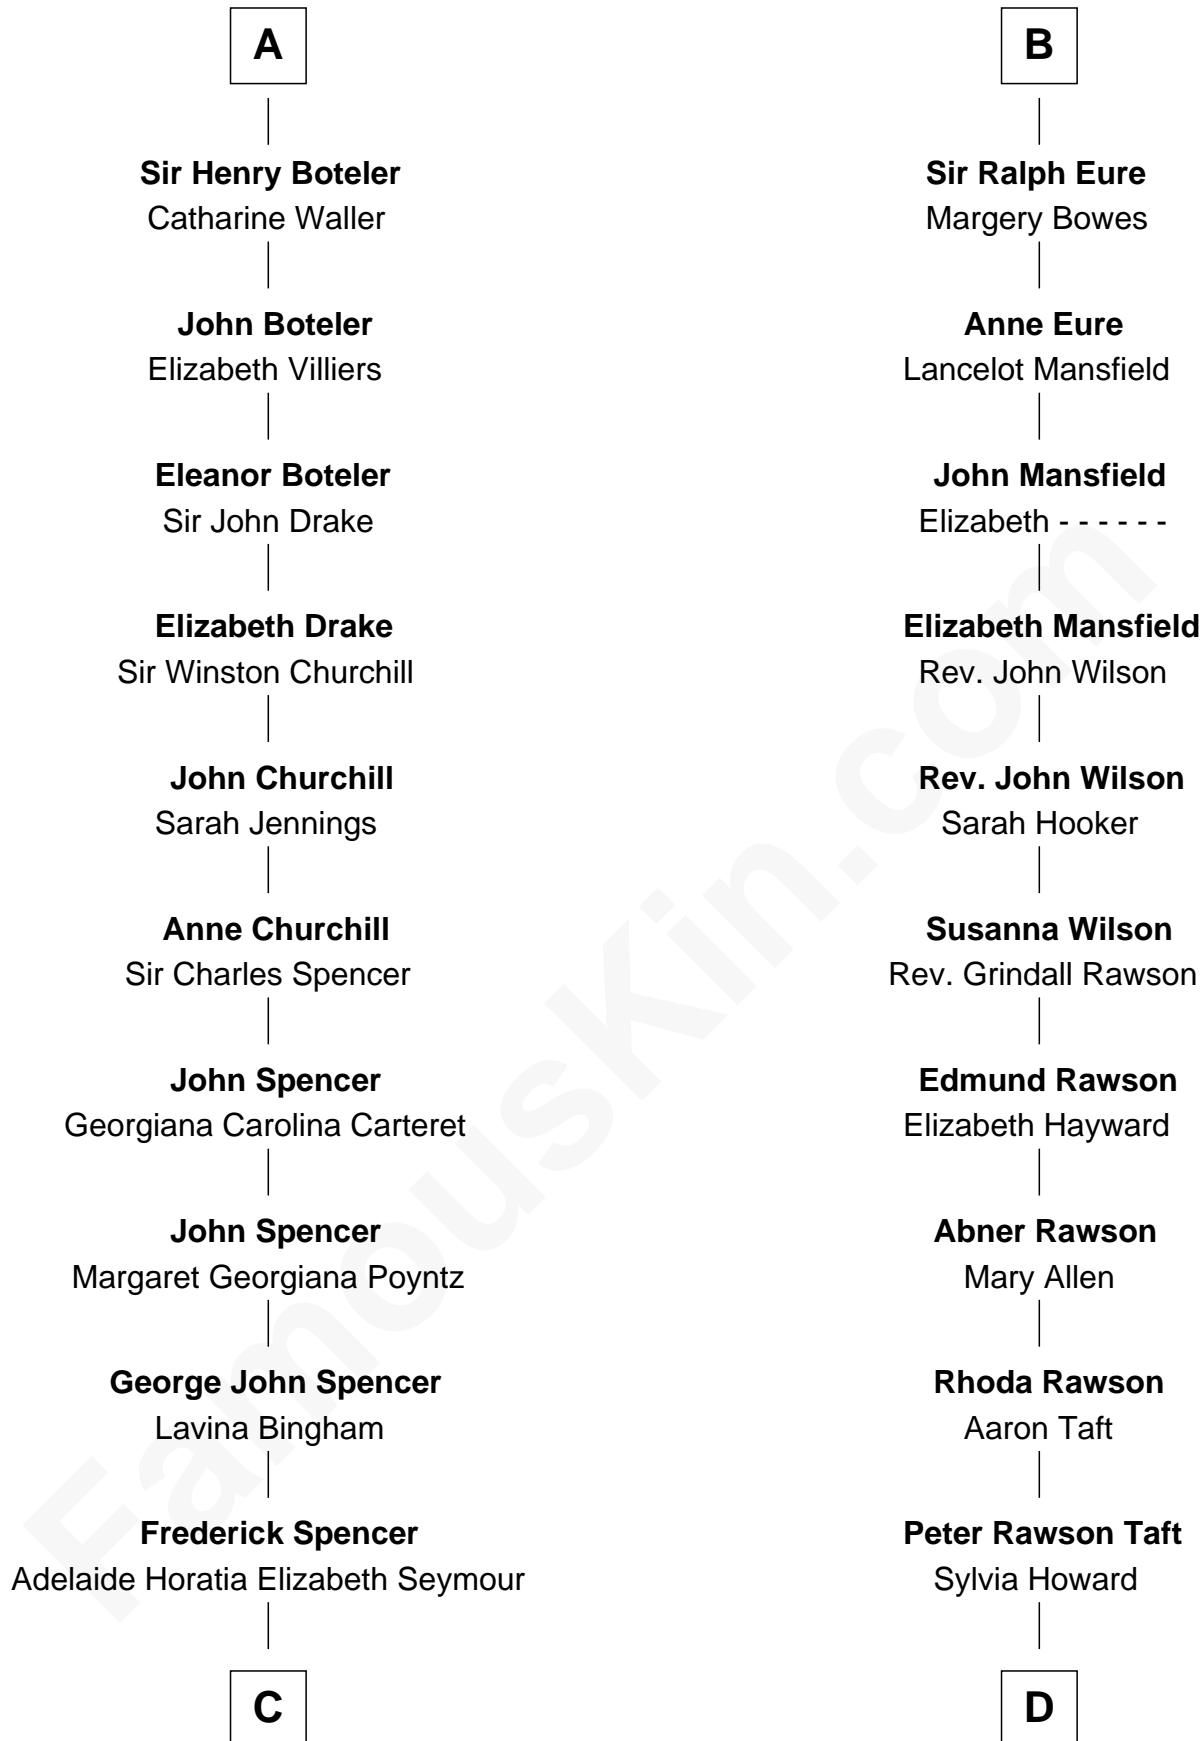 A
Sir Henry Boteler
Catharine Waller
John Boteler
Elizabeth Villiers
Eleanor Boteler
Sir John Drake
Elizabeth Drake
Sir Winston Churchill
John Churchill
Sarah Jennings
Anne Churchill
Sir Charles Spencer
John Spencer
Georgiana Carolina Carteret
John Spencer
Margaret Georgiana Poyntz
George John Spencer
Lavina Bingham
Frederick Spencer
Adelaide Horatia Elizabeth Seymour
C
B
Sir Ralph Eure
Margery Bowes
Anne Eure
Lancelot Mansfield
John Mansfield
Elizabeth - - - - - -
Elizabeth Mansfield
Rev. John Wilson
Rev. John Wilson
Sarah Hooker
Susanna Wilson
Rev. Grindall Rawson
Edmund Rawson
Elizabeth Hayward
Abner Rawson
Mary Allen
Rhoda Rawson
Aaron Taft
Peter Rawson Taft
Sylvia Howard
D
FamousKin.com